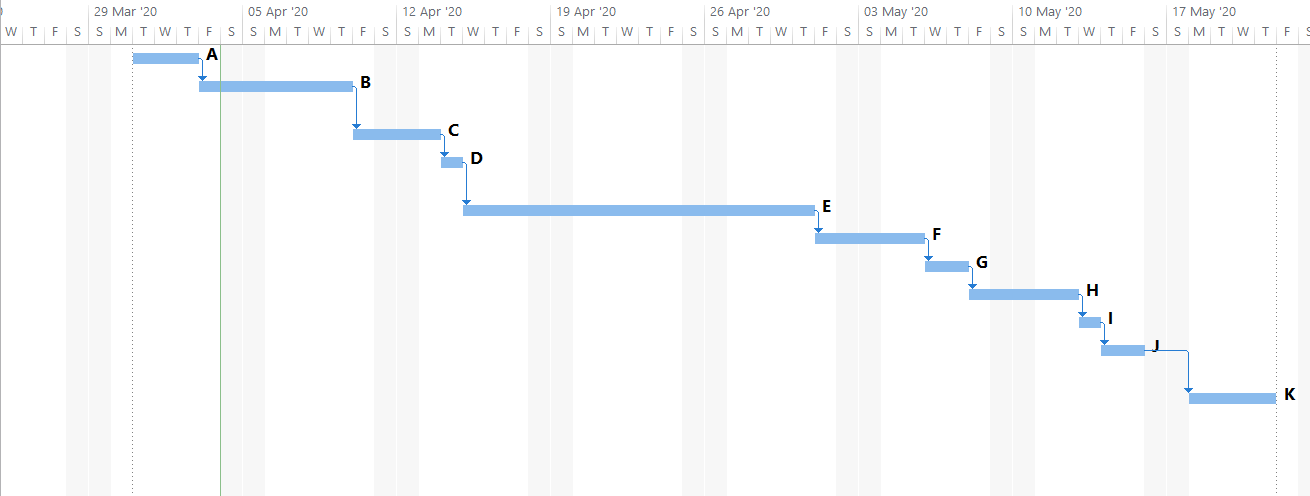 29 Mar '20 05 Apr '20 12 Apr '20 19 Apr '20 26 Apr '20 03 May '20 10 May '20 17 May '20
W T F S S M T W T F S S M T W T F S S M T W T F S S M T W T F S S M T W T F S S M T W T F S S M T W T F S S M T W T F S
A
B
C
D
E
F
G
H
I
J
K